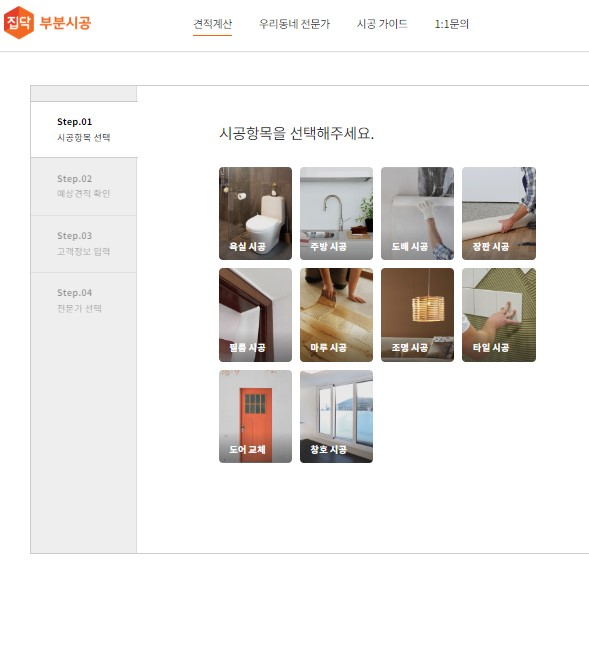 집닥 부분시공
견적계산 우리동네 전문가 시공 가이드 1:1문의
Step.01
시공항목 선택
Step.02
예상견적 확인
Step.03
고객정보 입력
Step.04
전문가 선택
시공항목을 선택해주세요.
욕실 시공 주방 시공 도배 시공 장판 시공
필름 시공 마루 시공 조명 시공 타일 시공
도어 교체 창호 시공